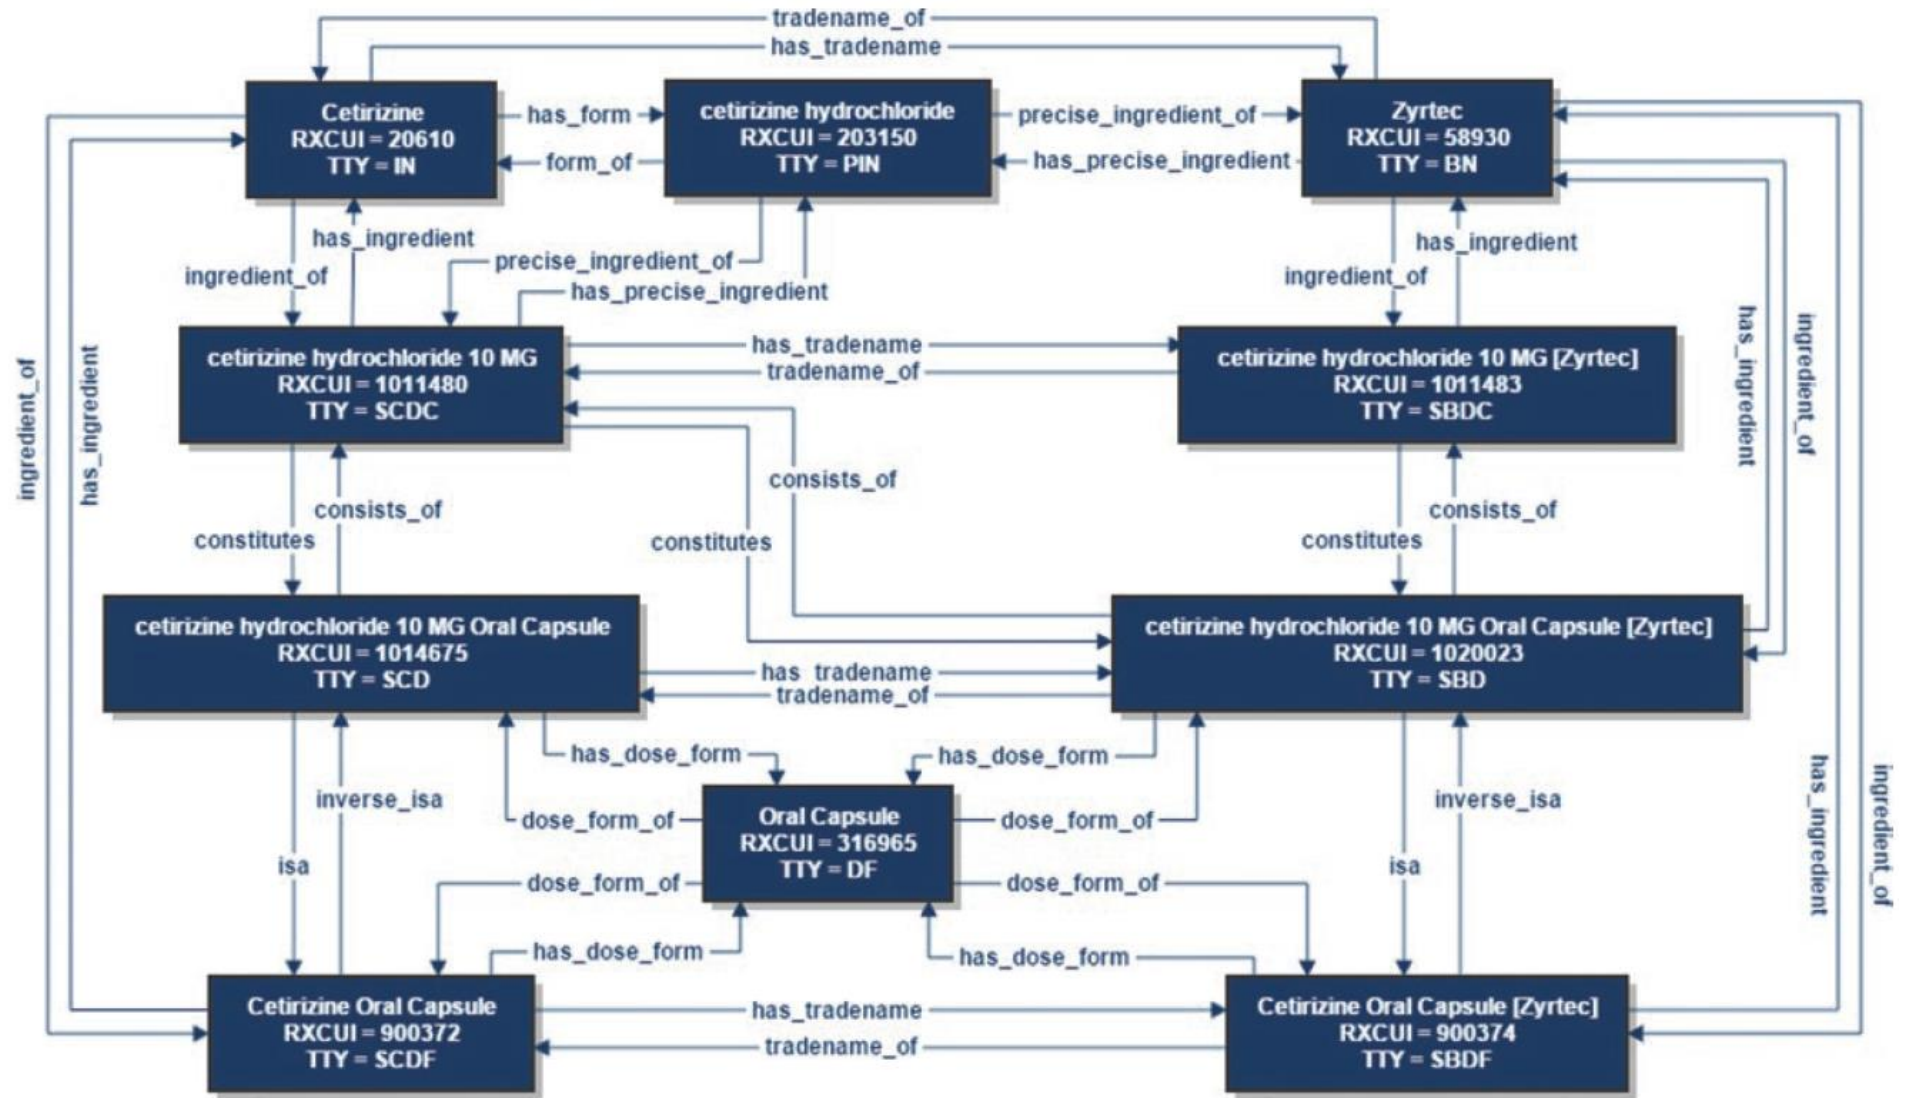 tradename_of
has_tradename
Cetirizine
RXCUI = 20610
TTY = IN
has_form
form_of
cetirizine hydrochloride
RXCUI = 203150
TTY = PIN
precise_ingredient_of
has_precise_ingredient
Zyrtec
RXCUI = 58930
TTY = BN
has_ingredient
ingredient_of
precise_ingredient_of
has_precise_ingredient
has_ingredient
ingredient_of
cetirizine hydrochloride 10 MG
RXCUI = 1011480
TTY = SCDC
has_tradename
tradename_of
cetirizine hydrochloride 10 MG [Zyrtec]
RXCUI = 1011483
TTY = SBDC
ingredient_of
has_ingredient
has_ingredient
ingredient_of
consists_of
constitutes
consists_of
constitutes
consists_of
constitutes
cetirizine hydrochloride 10 MG Oral Capsule
RXCUI = 1014675
TTY = SCD
has tradename
tradename_of
cetirizine hydrochloride 10 MG Oral Capsule [Zyrtec]
RXCUI = 1020023
TTY = SBD
has_dose_form
has_dose_form
inverse_isa
dose_form_of
Oral Capsule
RXCUI = 316965
TTY = DF
dose_form_of
inverse_isa
isa
isa
dose_form_of
dose_form_of
has_dose_form
has_dose_form
has_ingredient
ingredient_of
Cetirizine Oral Capsule
RXCUI = 900372
TTY = SCDF
has_tradename
tradename_of
Cetirizine Oral Capsule [Zyrtec]
RXCUI = 900374
TTY = SBDF